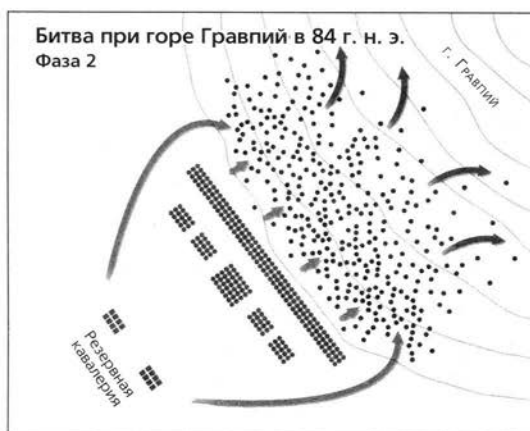 Битва при горе Гравпий в 84 г. н. э.
Фаза 2
г. Гравпий
Резервная
кавалерия